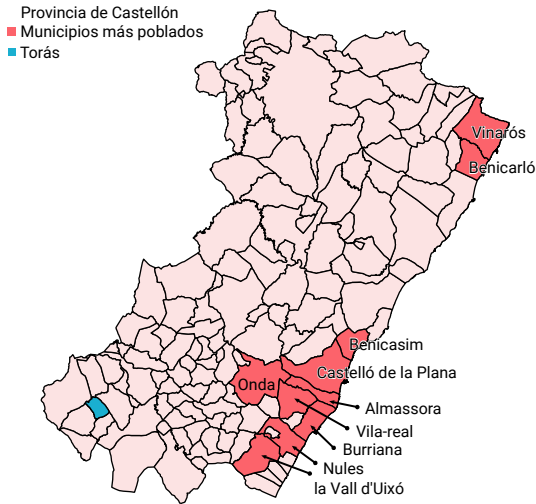 Provincia de Castellón
Municipios más poblados
Torás
Vinarós
Benicarló
Benicasim
Castelló de la Plana
Onda
Almassora
Vila-real
Burriana
Nules
la Vall d'Uixó